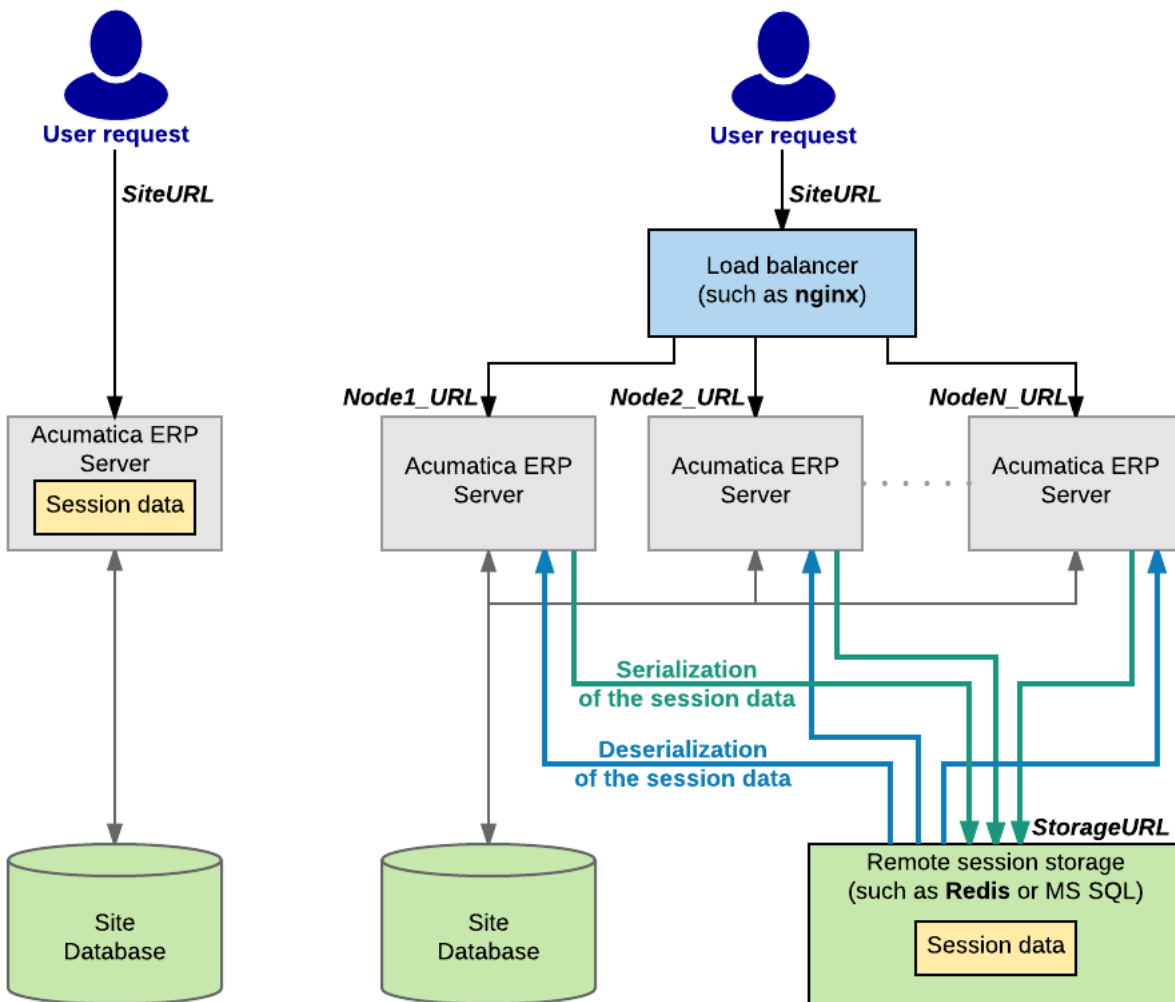 User request
SiteURL
Acumatica ERP
Server
Session data
Site
Database
User request
SiteURL
Load balancer
(such as nginx)
Node1_URL
Node2_URL
NodeN_URL
Acumatica ERP
Server
Acumatica ERP
Server
Acumatica ERP
Server
Serialization
of the session data
Deserialization
of the session data
StorageURL
Site
Database
Remote session storage
(such as Redis or MS SQL)
Session data